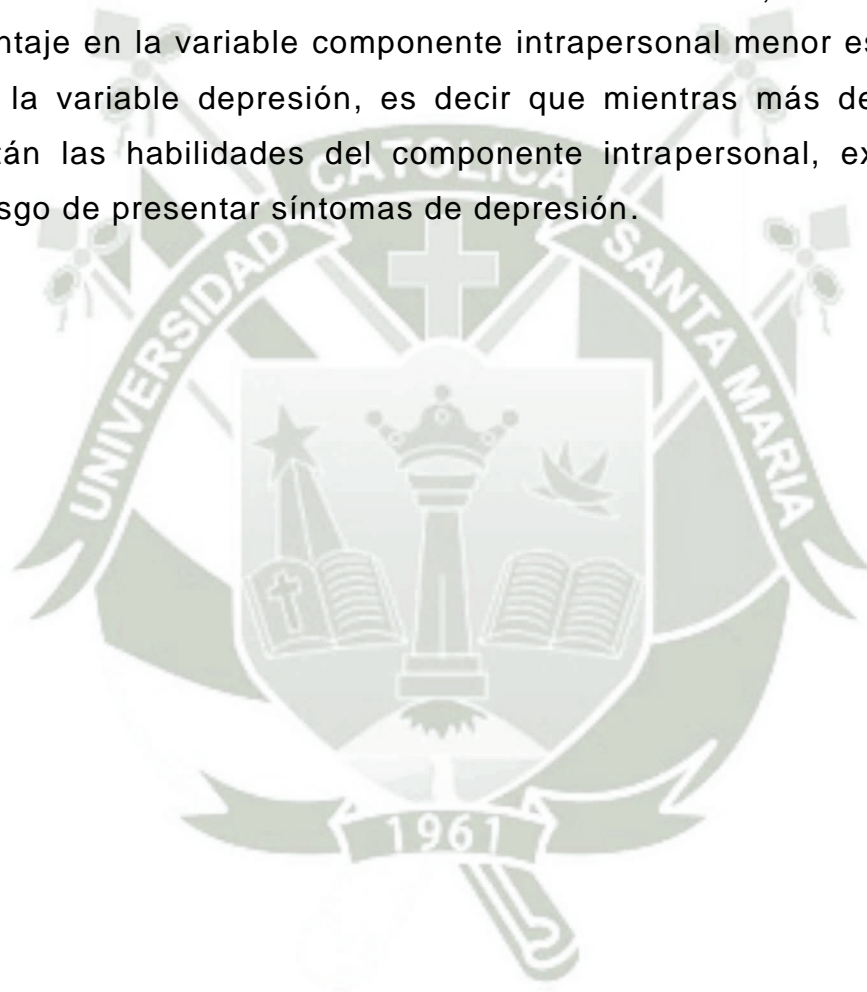 ntaje en la variable componente intrapersonal menor es
la variable depresión, es decir que mientras más de
tán las habilidades del componente intrapersonal, ex
sgo de presentar síntomas de depresión.
CATOLICA
UNIVERSIDAD
SANTA MARIA
1961